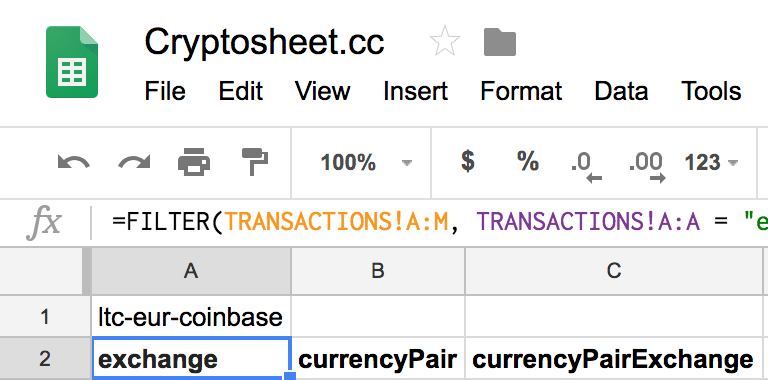 Cryptosheet.cc
File Edit View Insert Format Data Tools
100% $ % .0 .00 123
fx =FILTER(TRANSACTIONS!A:M, TRANSACTIONS!A:A = "e
A B C
1 ltc-eur-coinbase
2 exchange currencyPair currencyPairExchange